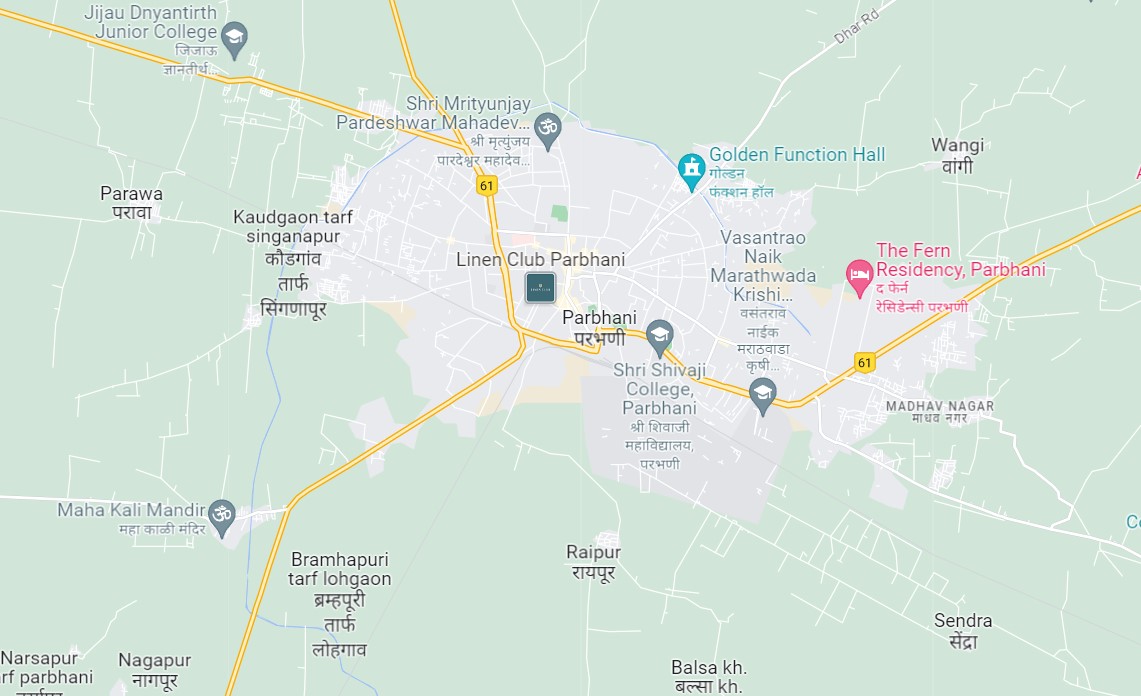 Jijau Dnyantirth
Junior College
जिजाऊ
ज्ञानतीर्थ...
Dhar Rd
Shri Mrityunjay
Pardeshwar Mahadev...
श्री मृत्युंजय
पारदेश्वर महादेव...
Golden Function Hall
गोल्डन
फंक्शन हॉल
Wangi
वांगी
Parawa
परावा
61
Kaudgaon tarf
singanapur
कौडगांव
तार्फ
सिंगणापूर
Linen Club Parbhani
Vasantrao
Naik
Marathwada
Krishi...
वसंतराव
नाईक
मराठवाडा
कृषी...
The Fern
Residency, Parbhani
द फेर्न
रेसिडेन्सी परभणी
Parbhani
परभणी
61
Shri Shivaji
College,
Parbhani
श्री शिवाजी
महाविद्यालय,
परभणी
MADHAV NAGAR
माधव नगर
Maha Kali Mandir
महा काळी मंदिर
Co
Raipur
रायपूर
Bramhapuri
tarf lohgaon
ब्रम्हपूरी
तार्फ
लोहगाव
Sendra
सेंद्रा
Narsapur
rf parbhani
Nagapur
नागपूर
Balsa kh.
बल्सा kh.